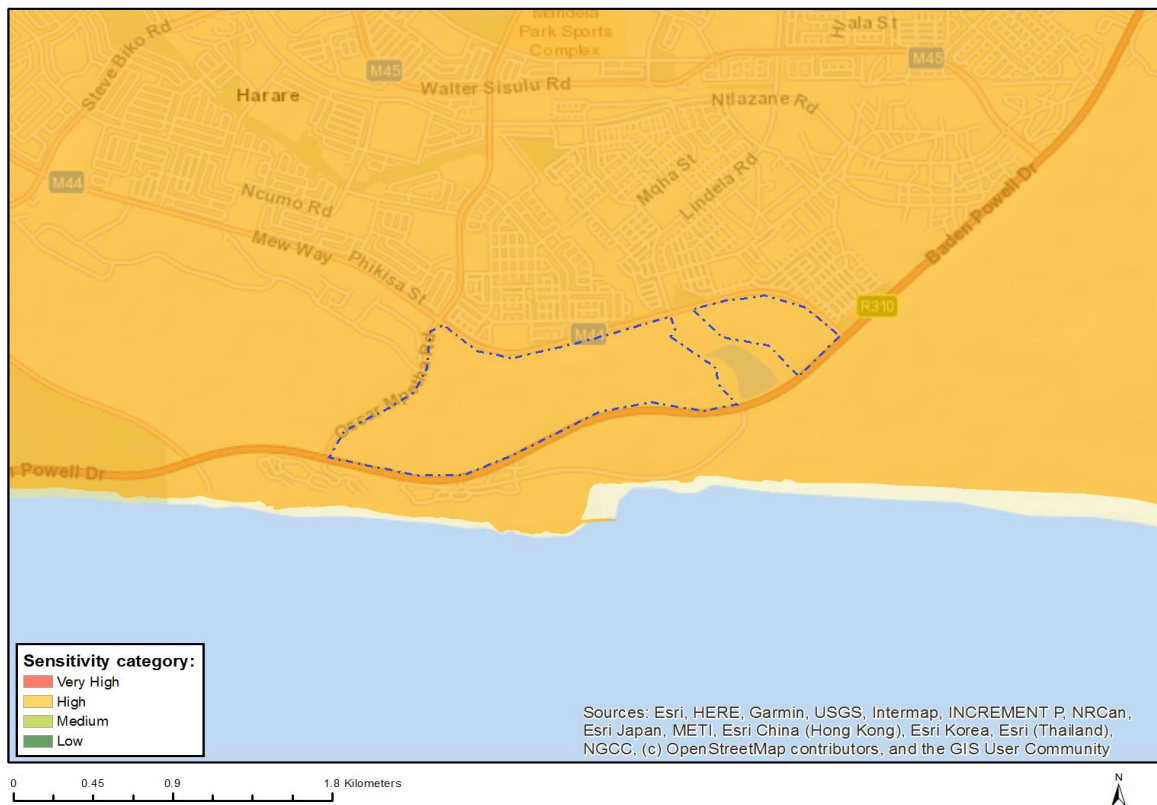 Mandela
Park Sports
Complex
Hlala St
Steve Biko Rd
M45
M45
Walter Sisulu Rd
Harare
Ntlazane Rd
M44
Mqha St
Lindela Rd
Ncumo Rd
Baden Powell Dr
Mew Way
Phikisa St
R310
M44
Oscar Mpetha Rd
n Powell Dr
Sensitivity category:
Very High
High
Medium
Low
Sources: Esri, HERE, Garmin, USGS, Intermap, INCREMENT P, NRCan,
Esri Japan, METI, Esri China (Hong Kong), Esri Korea, Esri (Thailand),
NGCC, (c) OpenStreetMap contributors, and the GIS User Community
0 0.45 0.9 1.8 Kilometers
N